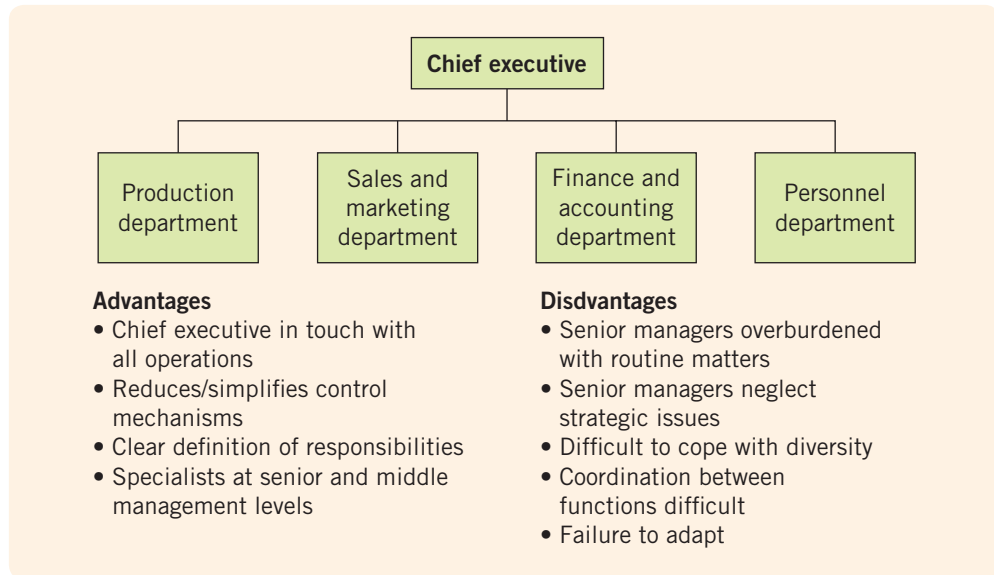 Chief executive
Production
department
Sales and
marketing
department
Finance and
accounting
department
Personnel
department
Advantages
• Chief executive in touch with
all operations
• Reduces/simplifies control
mechanisms
• Clear definition of responsibilities
• Specialists at senior and middle
management levels
Disdvantages
• Senior managers overburdened
with routine matters
• Senior managers neglect
strategic issues
• Difficult to cope with diversity
• Coordination between
functions difficult
• Failure to adapt